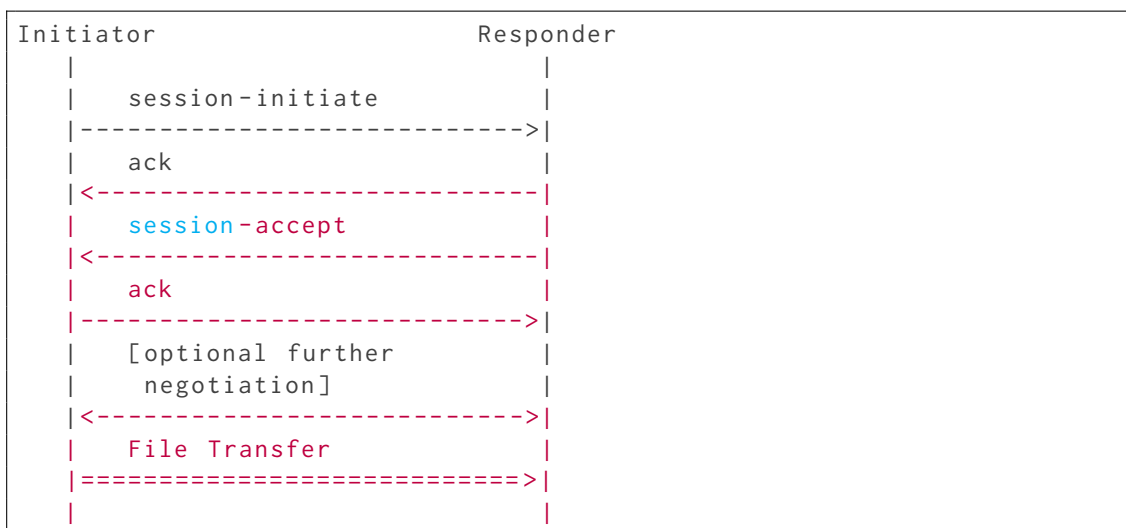 Initiator                    Responder
   |                              |
   |   session-initiate           |
   |---------------------------->|
   |   ack                        |
   |<----------------------------|
   |   session-accept             |
   |<----------------------------|
   |   ack                        |
   |---------------------------->|
   |   [optional further          |
   |    negotiation]              |
   |<--------------------------->|
   |   File Transfer              |
   |============================>|
   |                              |